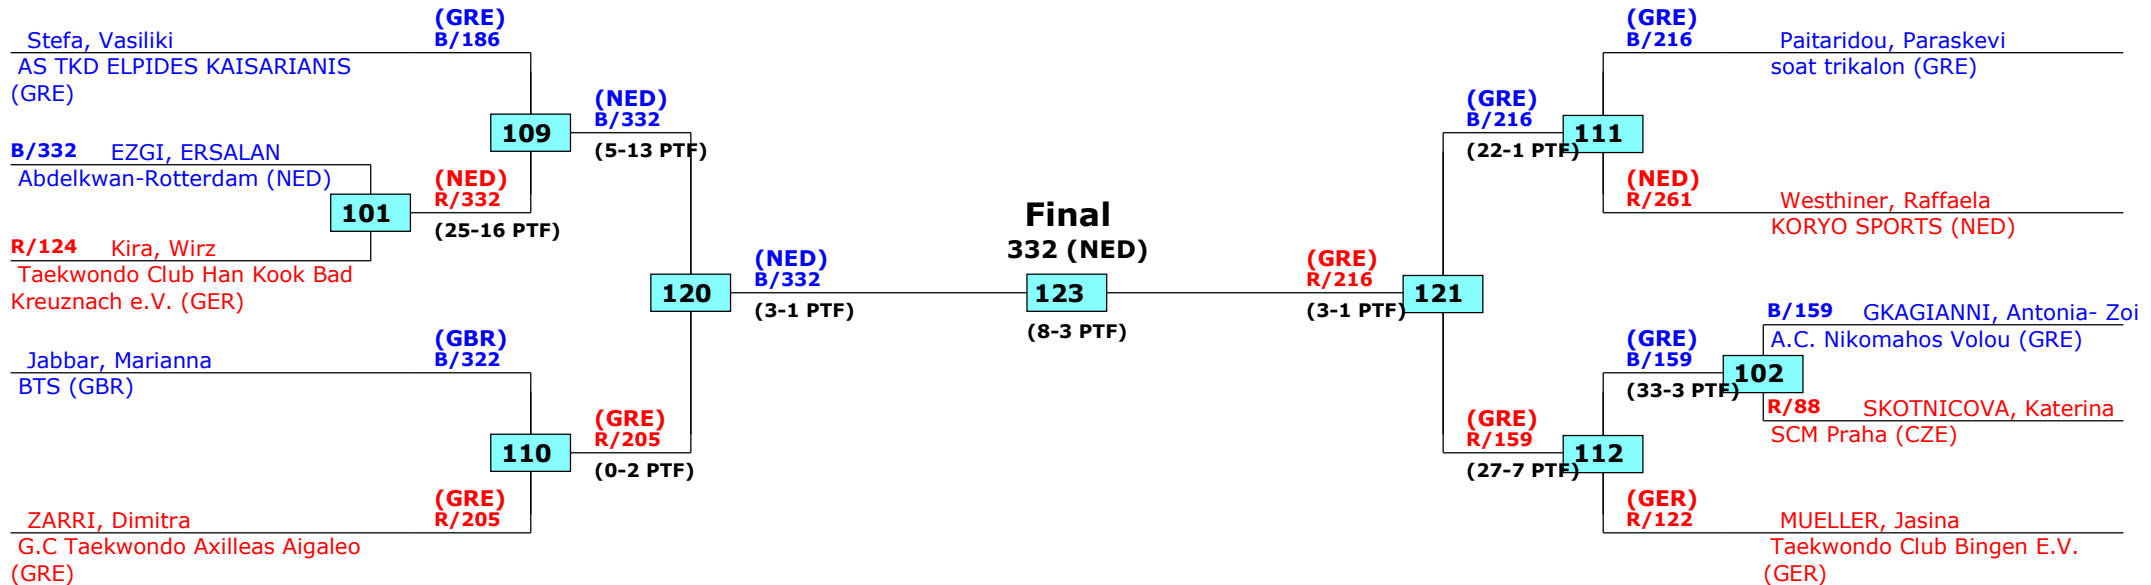 (GRE)
B/186
Stefa, Vasiliki
AS TKD ELPIDES KAISARIANIS
(GRE)
109
(NED)
B/332
(5-13 PTF)
B/332 EZGI, ERSALAN
Abdelkwan-Rotterdam (NED)
101
(NED)
R/332
(25-16 PTF)
R/124 Kira, Wirz
Taekwondo Club Han Kook Bad
Kreuznach e.V. (GER)
120
(NED)
B/332
(3-1 PTF)
(GBR)
B/322
Jabbar, Marianna
BTS (GBR)
110
(GRE)
R/205
(0-2 PTF)
(GRE)
R/205
ZARRI, Dimitra
G.C Taekwondo Axilleas Aigaleo
(GRE)
Final
332 (NED)
123
(8-3 PTF)
(GRE)
R/216
(3-1 PTF)
121
(GRE)
B/216
(22-1 PTF)
111
(GRE)
B/216
Paitaridou, Paraskevi
soat trikalon (GRE)
(NED)
R/261
Westhiner, Raffaela
KORYO SPORTS (NED)
(GRE)
R/159
(27-7 PTF)
112
(GRE)
B/159
(33-3 PTF)
102
B/159 GKAGIANNI, Antonia- Zoi
A.C. Nikomahos Volou (GRE)
R/88 SKOTNICOVA, Katerina
SCM Praha (CZE)
(GER)
R/122
MUELLER, Jasina
Taekwondo Club Bingen E.V.
(GER)